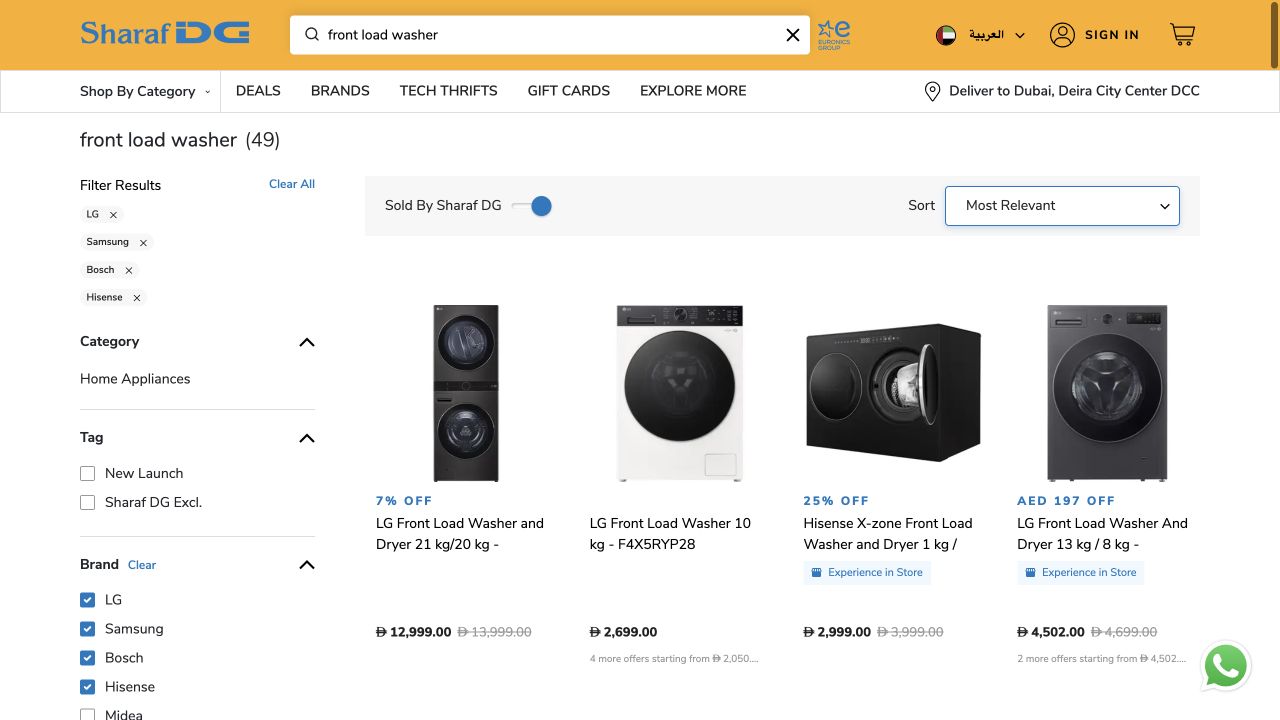 Sharaf DG
front load washer
EURONICS
GROUP
العربية
SIGN IN
Shop By Category
DEALS
BRANDS
TECH THRIFTS
GIFT CARDS
EXPLORE MORE
Deliver to Dubai, Deira City Center DCC
front load washer (49)
Filter Results
Clear All
LG
Samsung
Bosch
Hisense
Category
Home Appliances
Tag
New Launch
Sharaf DG Excl.
Brand Clear
LG
Samsung
Bosch
Hisense
Midea
Sold By Sharaf DG
Sort
Most Relevant
7% OFF
LG Front Load Washer and
Dryer 21 kg/20 kg -
12,999.00 13,999.00
LG Front Load Washer 10
kg - F4X5RYP28
2,699.00
4 more offers starting from 2,050....
25% OFF
Hisense X-zone Front Load
Washer and Dryer 1 kg /
Experience in Store
2,999.00 3,999.00
AED 197 OFF
LG Front Load Washer And
Dryer 13 kg / 8 kg -
Experience in Store
4,502.00 4,699.00
2 more offers starting from 4,502....